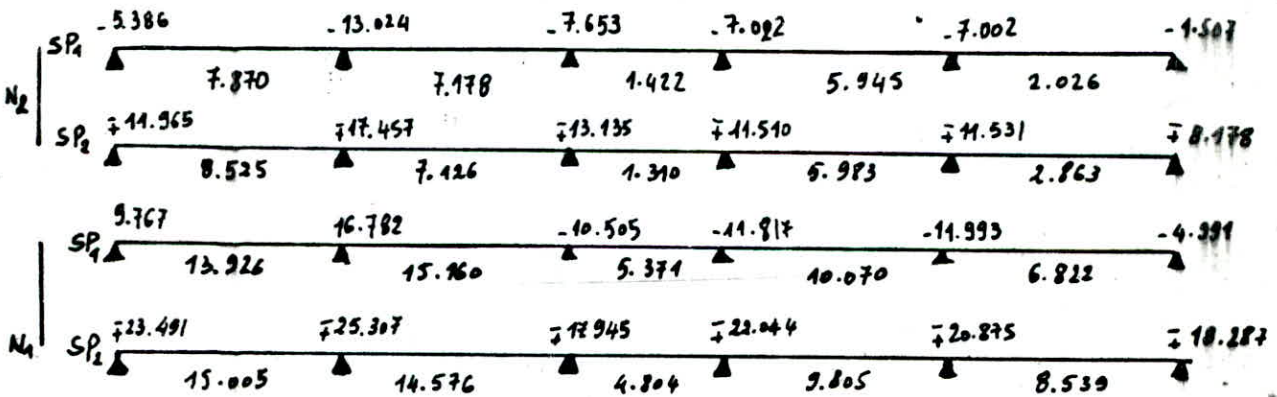 -5.386 -13.024 -7.653 -7.092 -7.002 -1.507
SP1
7.870 7.178 1.422 5.945 2.026
N2
∓11.965 ∓17.457 ∓13.135 ∓11.510 ∓11.531 ∓8.178
SP2
8.525 7.126 1.310 5.983 2.863
9.767 16.782 -10.505 -11.817 -11.993 -4.991
SP1
13.926 15.160 5.371 10.070 6.822
N1
∓23.491 ∓25.307 ∓17945 ∓22.044 ∓20.875 ∓18.287
SP2
15.005 14.576 4.804 9.805 8.539